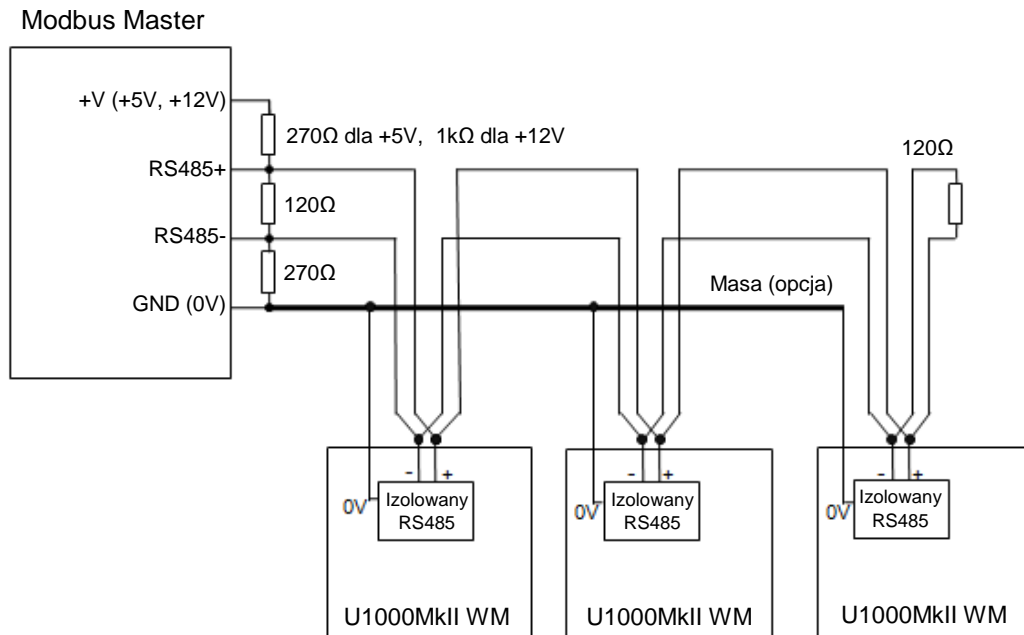 Modbus Master
+V (+5V, +12V)
270Ω dla +5V, 1kΩ dla +12V
120Ω
RS485+
120Ω
RS485-
270Ω
Masa (opcja)
GND (0V)
- +
- +
- +
0V
Izolowany
RS485
0V
Izolowany
RS485
0V
Izolowany
RS485
U1000MkII WM
U1000MkII WM
U1000MkII WM